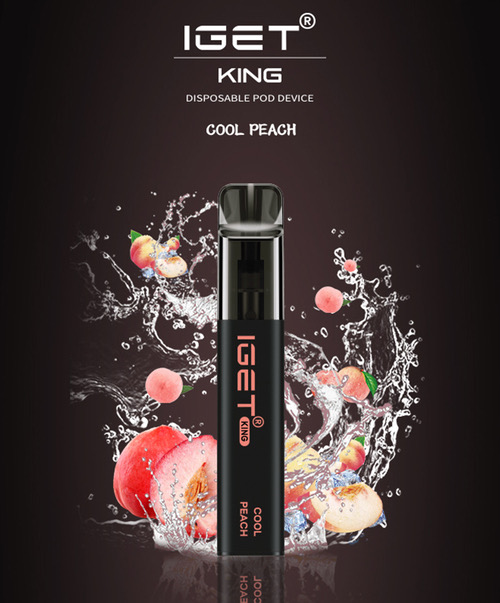 IGET®
KING
DISPOSABLE POD DEVICE
COOL PEACH
IGET®
KING
COOL
PEACH